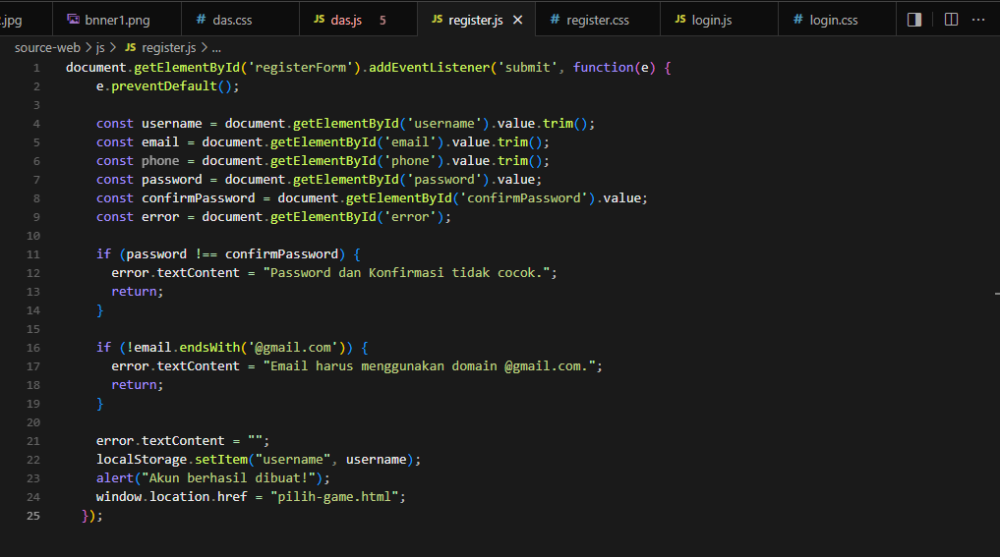 .jpg bnner1.png # das.css JS das.js 5 JS register.js × # register.css JS login.js # login.css ...
source-web > js > JS register.js > ...
1 document.getElementById('registerForm').addEventListener('submit', function(e) {
2 e.preventDefault();
3
4 const username = document.getElementById('username').value.trim();
5 const email = document.getElementById('email').value.trim();
6 const phone = document.getElementById('phone').value.trim();
7 const password = document.getElementById('password').value;
8 const confirmPassword = document.getElementById('confirmPassword').value;
9 const error = document.getElementById('error');
10
11 if (password !== confirmPassword) {
12 error.textContent = "Password dan Konfirmasi tidak cocok.";
13 return;
14 }
15
16 if (!email.endsWith('@gmail.com')) {
17 error.textContent = "Email harus menggunakan domain @gmail.com.";
18 return;
19 }
20
21 error.textContent = "";
22 localStorage.setItem("username", username);
23 alert("Akun berhasil dibuat!");
24 window.location.href = "pilih-game.html";
25 });